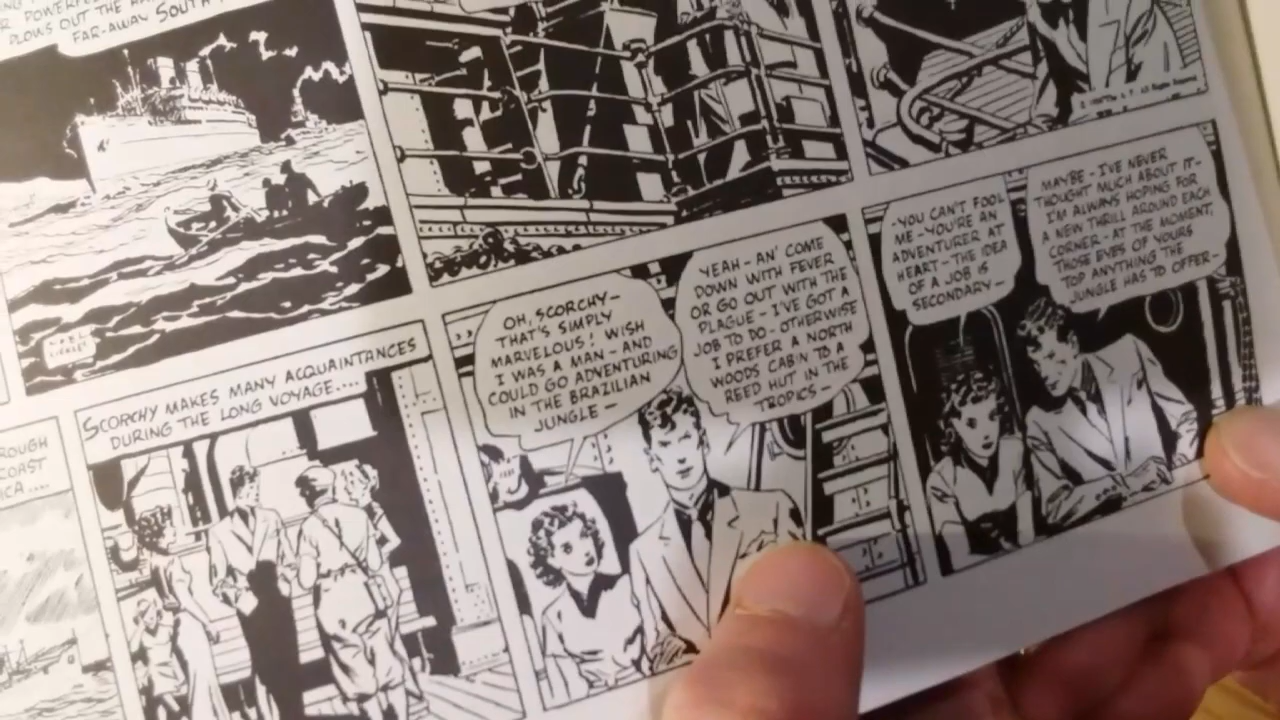 POWERFUL
PLOWS OUT THE
FAR-AWAY SOUTH
NOEL
SICKLES
ROUGH
COAST
ICA....
SCORCHY MAKES MANY ACQUAINTANCES
DURING THE LONG VOYAGE....
OH, SCORCHY—
THAT'S SIMPLY
MARVELOUS! WISH
I WAS A MAN — AND
COULD GO ADVENTURING
IN THE BRAZILIAN
JUNGLE —
YEAH - AN' COME
DOWN WITH FEVER
OR GO OUT WITH THE
PLAGUE - I'VE GOT A
JOB TO DO - OTHERWISE
I PREFER A NORTH
WOODS CABIN TO A
REED HUT IN THE
TROPICS —
-YOU CAN'T FOOL
ME - YOU'RE AN
ADVENTURER AT
HEART - THE IDEA
OF A JOB IS
SECONDARY —
MAYBE - I'VE NEVER
THOUGHT MUCH ABOUT IT—
I'M ALWAYS HOPING FOR
A NEW THRILL AROUND EACH
CORNER - AT THE MOMENT,
THOSE EYES OF YOURS
TOP ANYTHING THE
JUNGLE HAS TO OFFER—